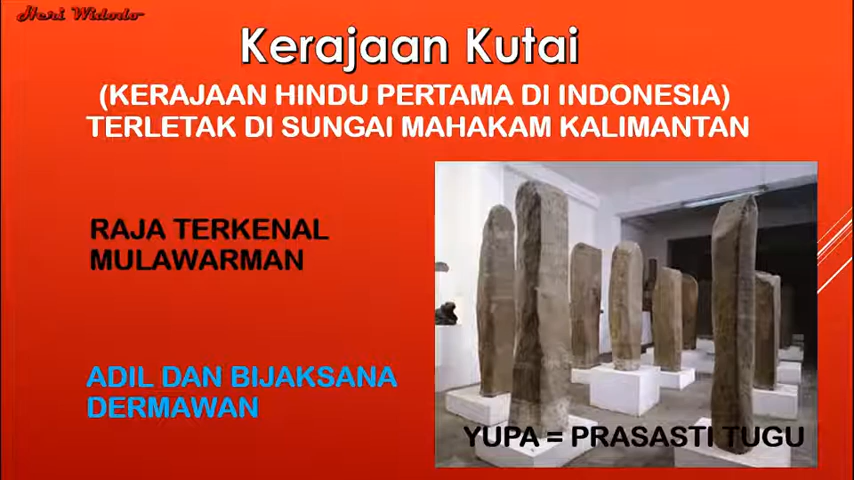 Heri Widodo
Kerajaan Kutai
(KERAJAAN HINDU PERTAMA DI INDONESIA)
TERLETAK DI SUNGAI MAHAKAM KALIMANTAN
RAJA TERKENAL
MULAWARMAN
ADIL DAN BIJAKSANA
DERMAWAN
YUPA = PRASASTI TUGU